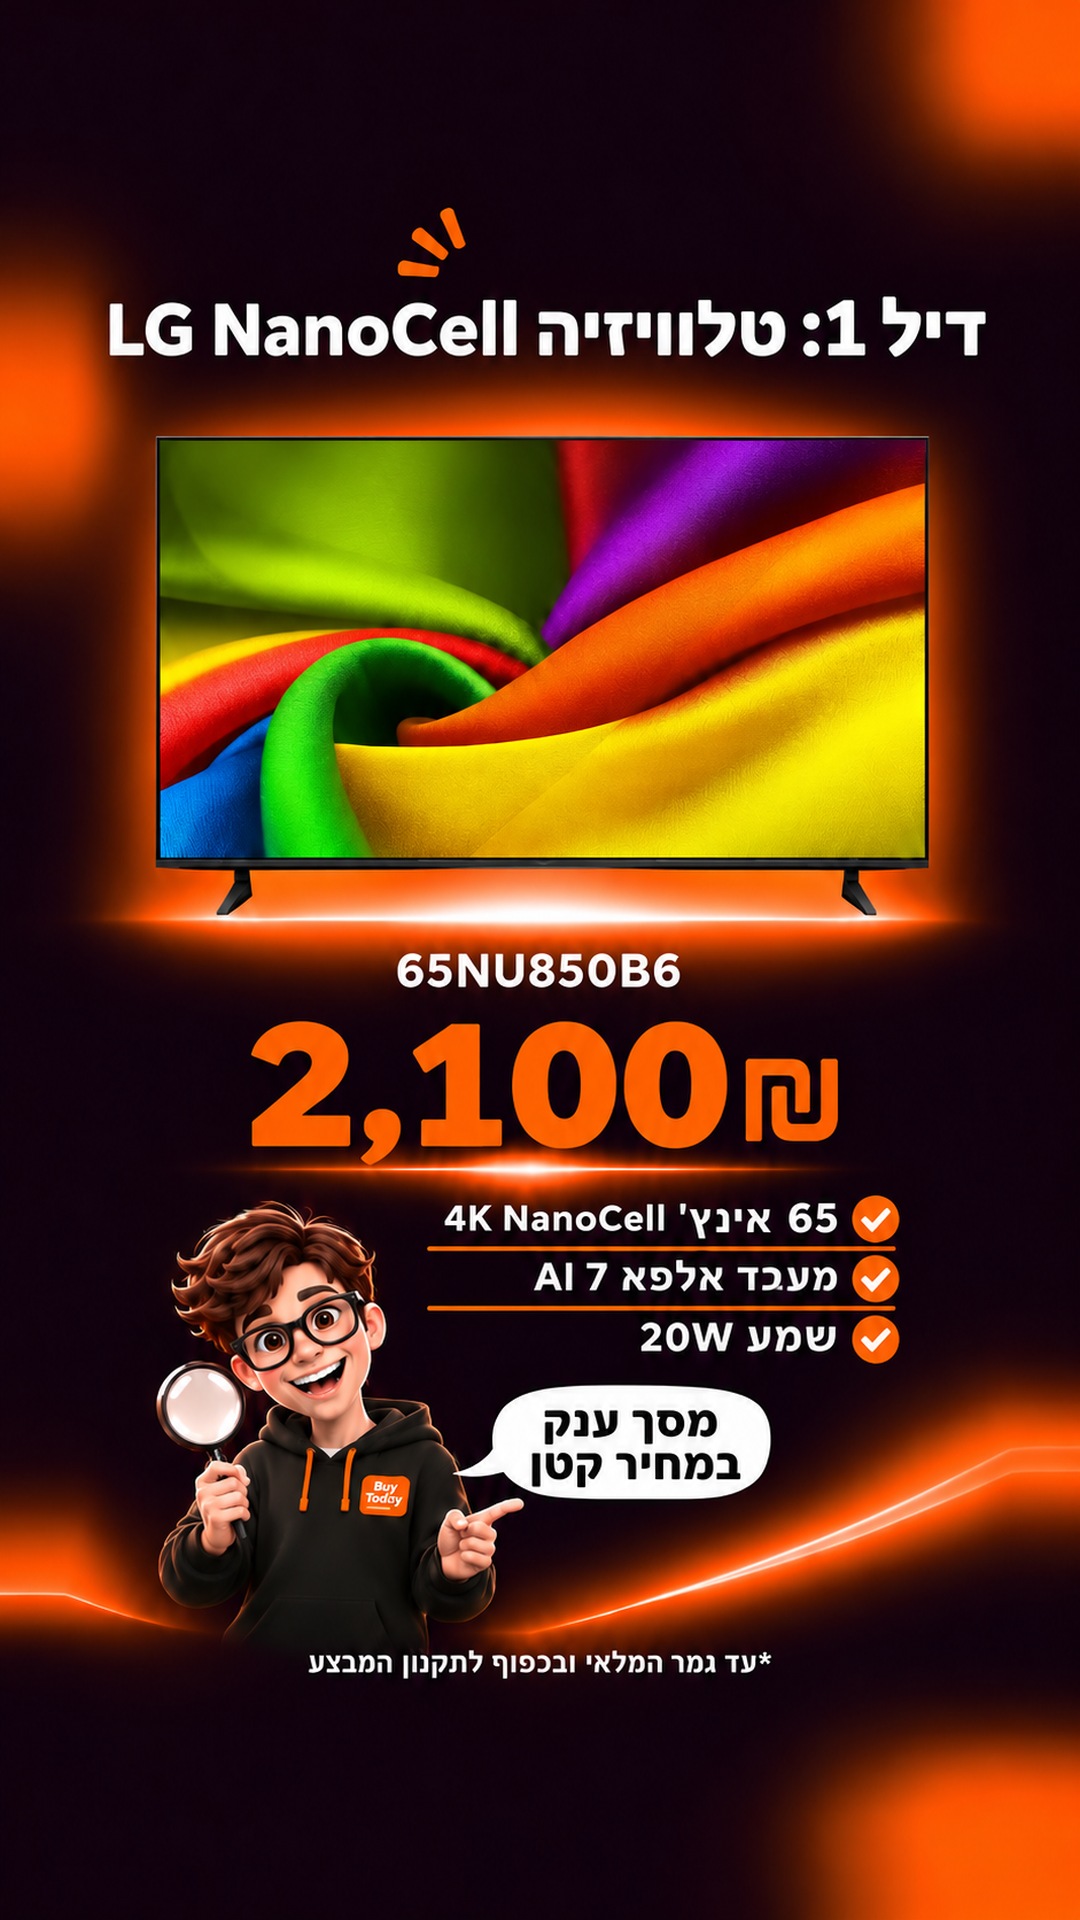 דיל 1: טלוויזיה LG NanoCell
65NU850B6
2,100₪
65 אינץ' 4K NanoCell
מעבד אלפא 7 AI
שמע 20W
מסך ענק
במחיר קטן
Buy
Today
*עד גמר המלאי ובכפוף לתקנון המבצע